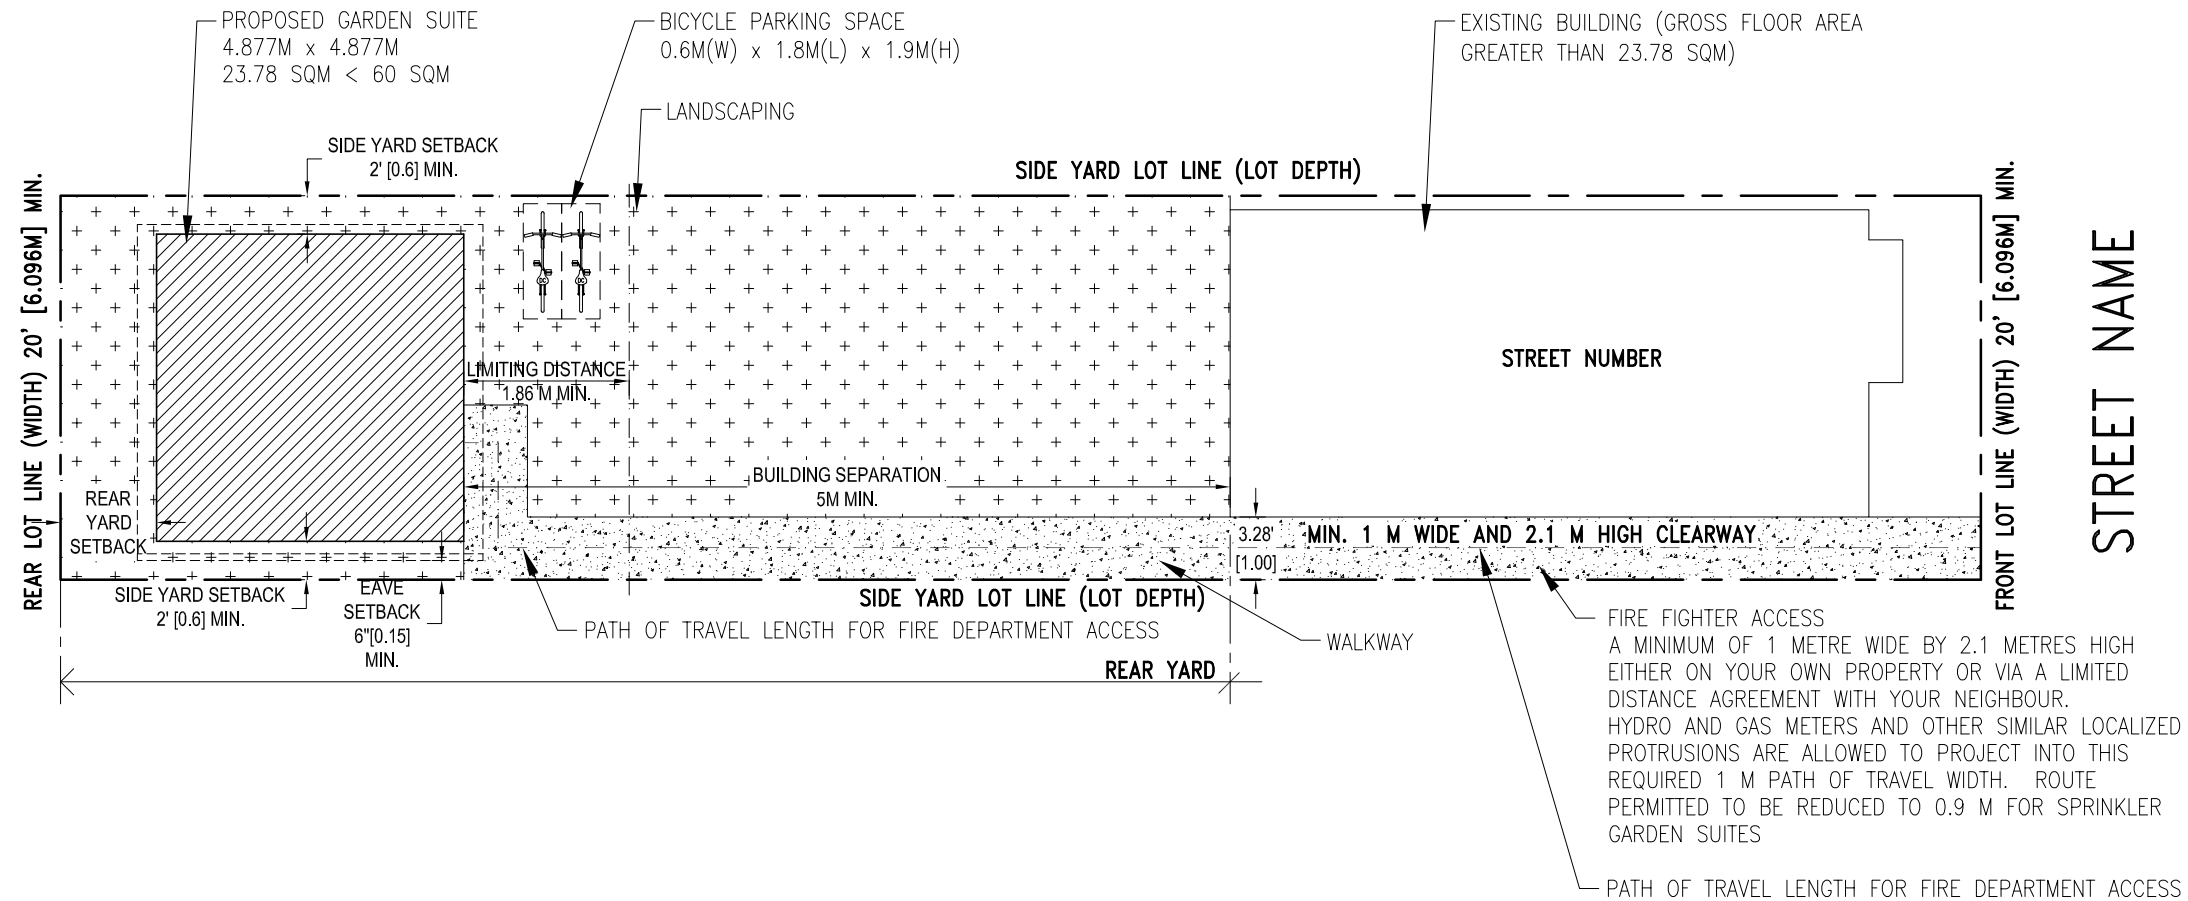 PROPOSED GARDEN SUITE
4.877M x 4.877M
23.78 SQM < 60 SQM
BICYCLE PARKING SPACE
0.6M(W) x 1.8M(L) x 1.9M(H)
EXISTING BUILDING (GROSS FLOOR AREA
GREATER THAN 23.78 SQM)
LANDSCAPING
SIDE YARD SETBACK
2' [0.6] MIN.
SIDE YARD LOT LINE (LOT DEPTH)
REAR LOT LINE (WIDTH) 20' [6.096M] MIN.
LIMITING DISTANCE
1.86 M MIN.
STREET NUMBER
FRONT LOT LINE (WIDTH) 20' [6.096M] MIN.
STREET NAME
BUILDING SEPARATION
5M MIN.
REAR
YARD
SETBACK
3.28'
[1.00]
MIN. 1 M WIDE AND 2.1 M HIGH CLEARWAY
SIDE YARD SETBACK
2' [0.6] MIN.
EAVE
SETBACK
6"[0.15]
MIN.
SIDE YARD LOT LINE (LOT DEPTH)
PATH OF TRAVEL LENGTH FOR FIRE DEPARTMENT ACCESS
WALKWAY
REAR YARD
FIRE FIGHTER ACCESS
A MINIMUM OF 1 METRE WIDE BY 2.1 METRES HIGH
EITHER ON YOUR OWN PROPERTY OR VIA A LIMITED
DISTANCE AGREEMENT WITH YOUR NEIGHBOUR.
HYDRO AND GAS METERS AND OTHER SIMILAR LOCALIZED
PROTRUSIONS ARE ALLOWED TO PROJECT INTO THIS
REQUIRED 1 M PATH OF TRAVEL WIDTH. ROUTE
PERMITTED TO BE REDUCED TO 0.9 M FOR SPRINKLER
GARDEN SUITES
PATH OF TRAVEL LENGTH FOR FIRE DEPARTMENT ACCESS